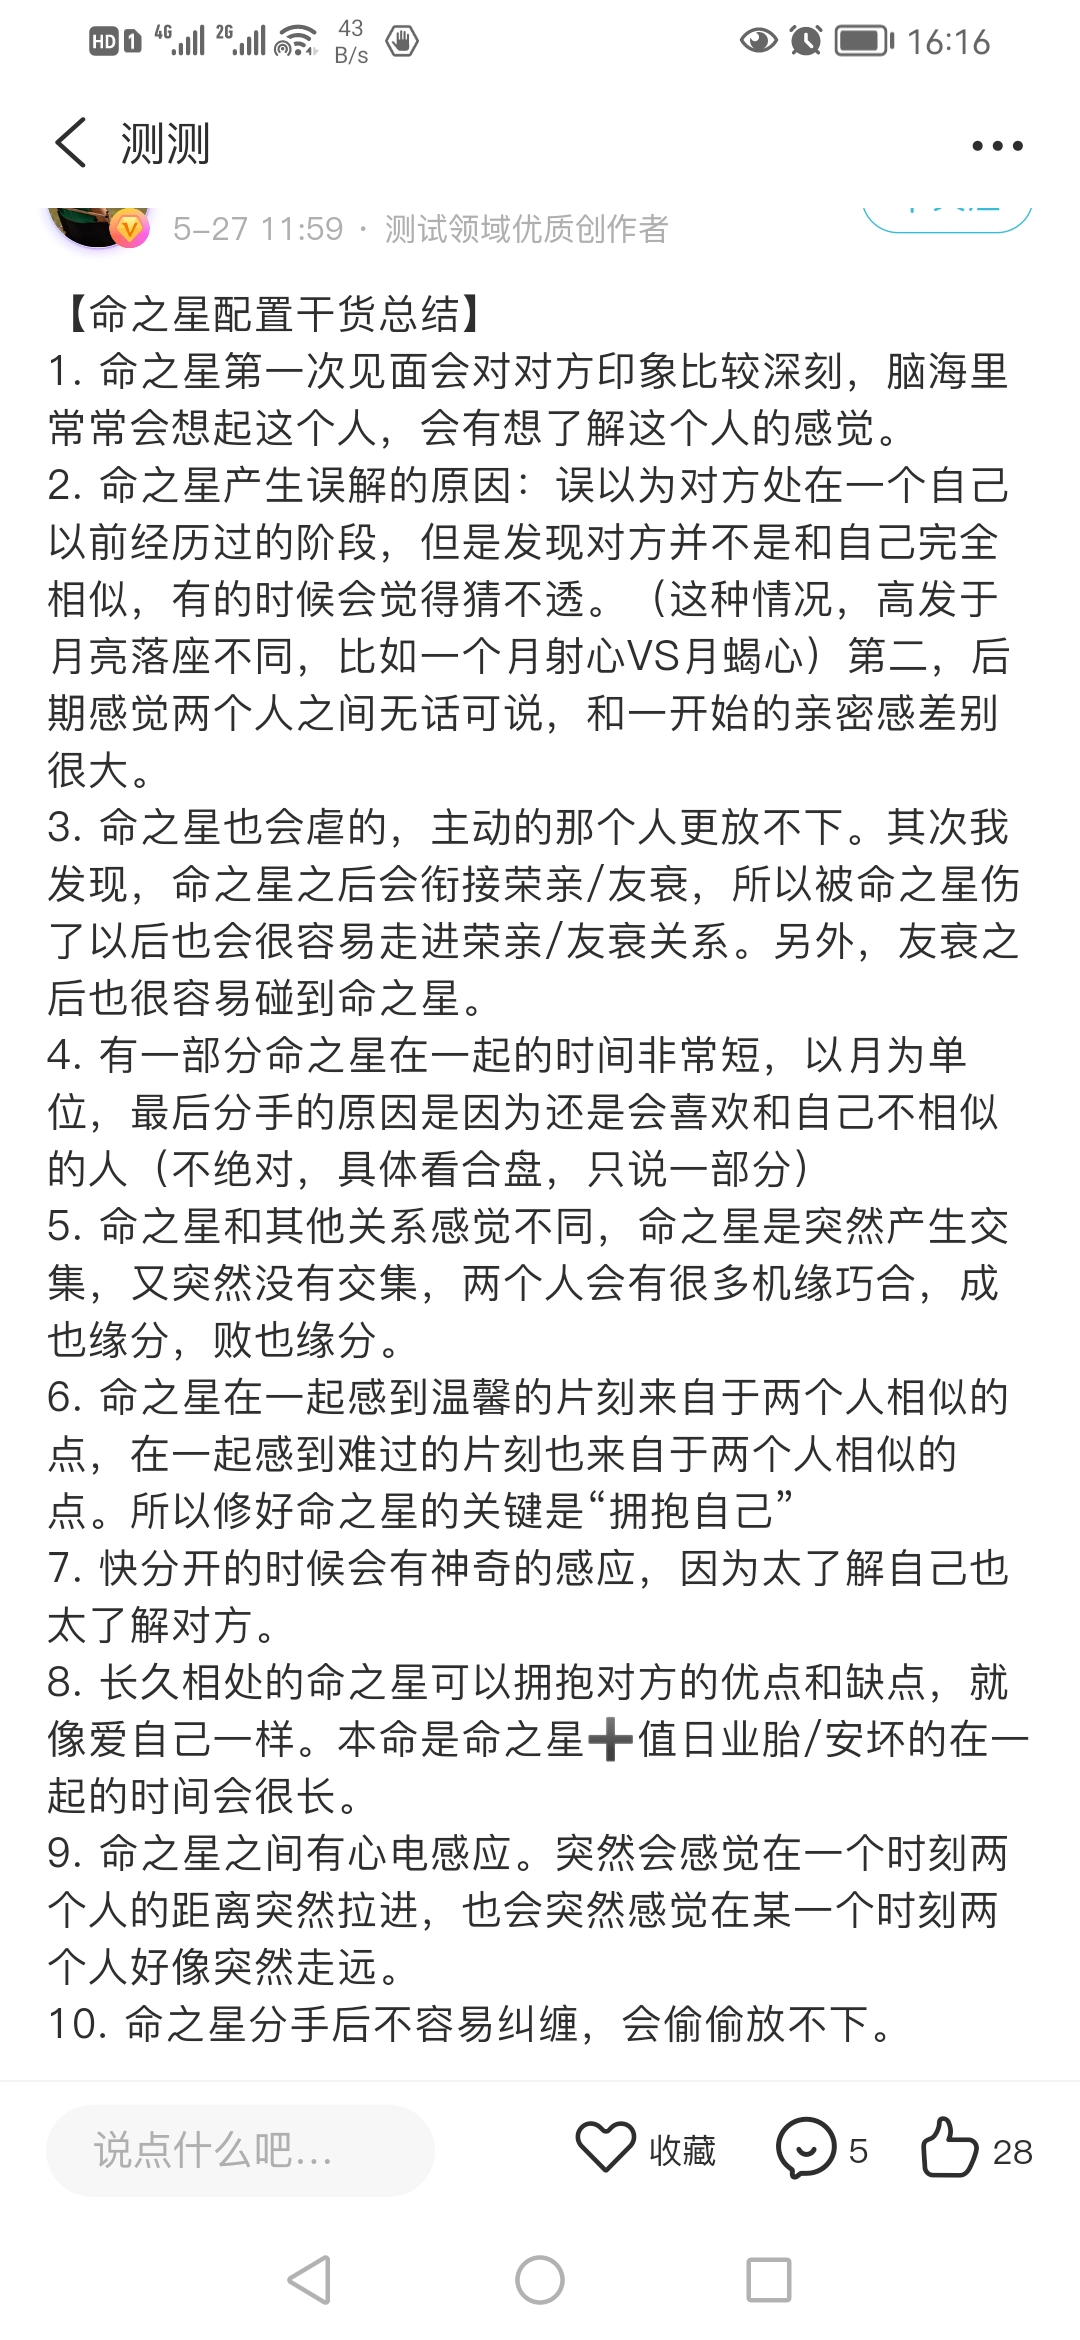 HD 1 4G 2G 43 B/s 16:16
测测
5-27 11:59 · 测试领域优质创作者
【命之星配置干货总结】
1. 命之星第一次见面会对对方印象比较深刻，脑海里
常常会想起这个人，会有想了解这个人的感觉。
2. 命之星产生误解的原因：误以为对方处在一个自己
以前经历过的阶段，但是发现对方并不是和自己完全
相似，有的时候会觉得猜不透。（这种情况，高发于
月亮落座不同，比如一个月射心VS月蝎心）第二，后
期感觉两个人之间无话可说，和一开始的亲密感差别
很大。
3. 命之星也会虐的，主动的那个人更放不下。其次我
发现，命之星之后会衔接荣亲/友衰，所以被命之星伤
了以后也会很容易走进荣亲/友衰关系。另外，友衰之
后也很容易碰到命之星。
4. 有一部分命之星在一起的时间非常短，以月为单
位，最后分手的原因是因为还是会喜欢和自己不相似
的人（不绝对，具体看合盘，只说一部分）
5. 命之星和其他关系感觉不同，命之星是突然产生交
集，又突然没有交集，两个人会有很多机缘巧合，成
也缘分，败也缘分。
6. 命之星在一起感到温馨的片刻来自于两个人相似的
点，在一起感到难过的片刻也来自于两个人相似的
点。所以修好命之星的关键是“拥抱自己”
7. 快分开的时候会有神奇的感应，因为太了解自己也
太了解对方。
8. 长久相处的命之星可以拥抱对方的优点和缺点，就
像爱自己一样。本命是命之星➕值日业胎/安坏的在一
起的时间会很长。
9. 命之星之间有心电感应。突然会感觉在一个时刻两
个人的距离突然拉进，也会突然感觉在某一个时刻两
个人好像突然走远。
10. 命之星分手后不容易纠缠，会偷偷放不下。
说点什么吧... 收藏 5 28